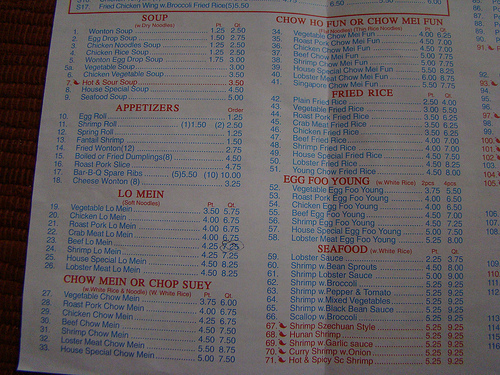 S17. Fried Chicken Wing w.Broccoli Fried Rice(5)5.50
SOUP
(w.Dry Noodles) Pt. Qt.
1. Wonton Soup 1.25 2.50
2. Egg Drop Soup 1.50 2.75
3. Chicken Noodles Soup 1.25 2.50
4. Chicken Rice Soup 1.25 2.50
5. Wonton Egg Drop Soup 1.75 3.00
5a. Vegetable Soup 3.00
6. Chicken Vegetable Soup 3.50
7. Hot & Sour Soup 3.50
8. House Special Soup 4.50
9. Seafood Soup 5.00
APPETIZERS
Order
10. Egg Roll 1.25
11. Shrimp Roll (1)1.50 (2) 2.50
12. Spring Roll 1.25
13. Fantail Shrimp 1.50
14. Fried Wonton(12) 2.75
15. Boiled or Fried Dumplings(8) 4.50
16. Roast Pork Slice 4.75
17. Bar-B-Q Spare Ribs (5)5.50 (10) 10.00
18. Cheese Wonton (8) 3.25
LO MEIN
(Soft Noodles) Pt. Qt.
19. Vegetable Lo Mein 3.50 5.75
20. Chicken Lo Mein 4.00 6.75
21. Roast Pork Lo Mein 4.00 6.75
22. Crab Meat Lo Mein 4.00 6.75
23. Beef Lo Mein 4.25 7.25
24. Shrimp Lo Mein 4.25 7.25
25. House Special Lo Mein 4.50 8.25
26. Lobster Meat Lo Mein 4.50 8.25
CHOW MEIN OR CHOP SUEY
(w.White Rice & Noodle) (W. White Rice) Pt. Qt.
27. Vegetable Chow Mein 3.75 6.00
28. Roast Pork Chow Mein 4.00 6.75
29. Chicken Chow Mein 4.25 6.75
30. Beef Chow Mein 4.50 7.50
31. Shrimp Chow Mein 4.50 7.50
32. Loster Meat Chow Mein 5.50 8.75
33. House Special Chow Mein 5.00 7.50
CHOW HO FUN OR CHOW MEI FUN
Pt. Qt.
34. Vegetable Chow Mei Fun 4.00 6.25
35. Roast Pork Chow Mei Fun 4.50 7.00
36. Chicken Chow Mei Fun 4.50 7.00
37. Beef Chow Mei Fun 5.00 7.75
38. Shrimp Chow Mei Fun 5.00 7.75
39. House Special Chow Mei Fun 5.50 8.25
40. Lobster Meat Chow Mei Fun 6.00 8.75
41. Singapore Chow Mei Fun 5.50 7.75
FRIED RICE
Pt. Qt.
42. Plain Fried Rice 2.50 4.00
43. Vegetable Fried Rice 3.00 5.50
44. Roast Pork Fried Rice 3.50 6.25
45. Crab Meat Fried Rice 3.50 6.25
46. Chicken Fried Rice 3.50 6.25
47. Beef Fried Rice 4.00 7.00
48. Shrimp Fried Rice 4.00 7.00
49. House Special Fried Rice 4.50 7.50
50. Lobster Fried Rice 4.50 8.25
51. Young Chow Fried Rice 4.50 8.00
EGG FOO YOUNG (w.White Rice) 2pcs 4pcs
52. Vegetable Egg Foo Young 3.50 5.50
53. Roast Pork Egg Foo Young 4.00 6.50
54. Chicken Egg Foo Young 4.00 6.50
55. Beef Egg Foo Young 4.50 7.00
56. Shrimp Egg Foo Young 4.50 7.25
57. House Special Egg Foo Young 5.00 7.50
58. Lobster Meat Egg Foo Young 5.25 8.00
SEAFOOD (w.White Rice) Pt. Qt.
59. Lobster Sauce 2.25 3.75
60. Shrimp w.Bean Sprouts 4.50 8.00
61. Shrimp Lobster Sauce 5.00 9.00
62. Shrimp w.Broccoli 5.25 9.25
63. Shrimp w.Pepper & Tomato 5.25 9.25
64. Shrimp w.Mixed Vegetables 5.25 9.25
65. Shrimp w.Black Bean Sauce 5.25 9.25
66. Scallop w.Broccoli 5.25 9.25
67. Shrimp Szechuan Style 5.25 9.25
68. Hunan Shrimp 5.25 9.25
69. Shrimp w.Garlic sauce 5.25 9.25
70. Curry Shrimp w.Onion 5.25 9.25
71. Hot & Spicy Sc Shrimp 5.25 9.25